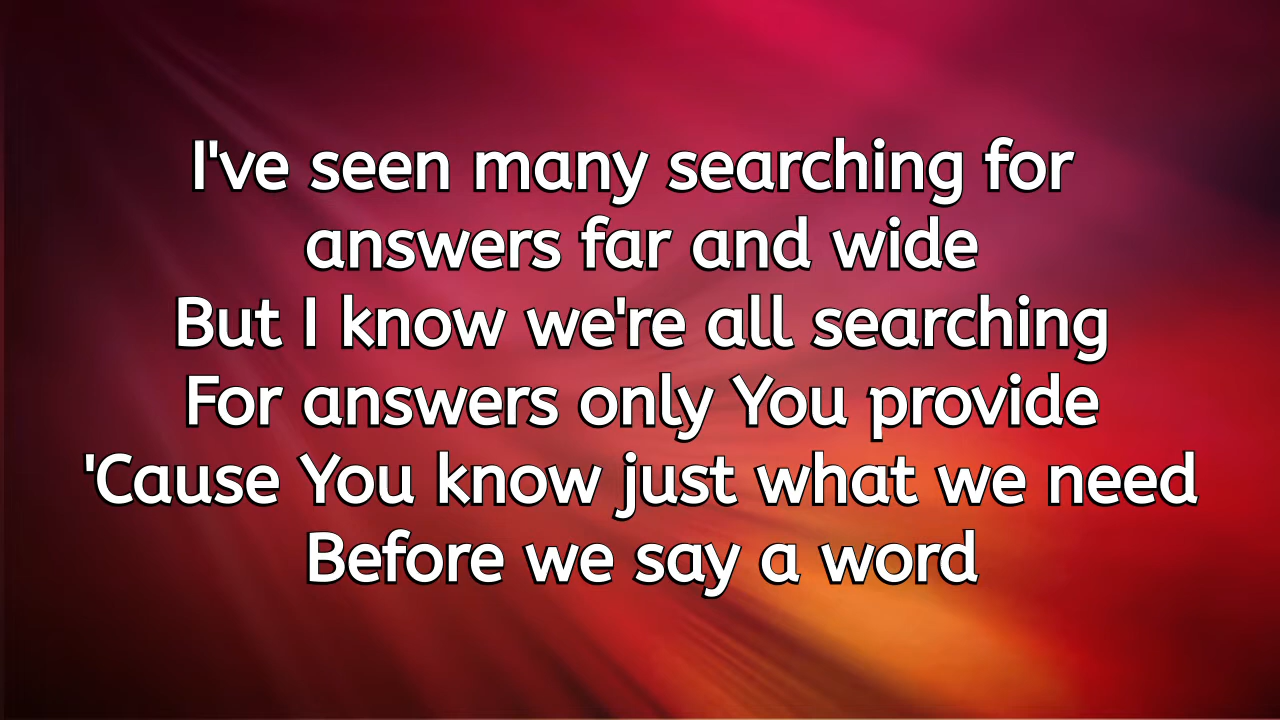 I've seen many searching for
answers far and wide
But I know we're all searching
For answers only You provide
'Cause You know just what we need
Before we say a word